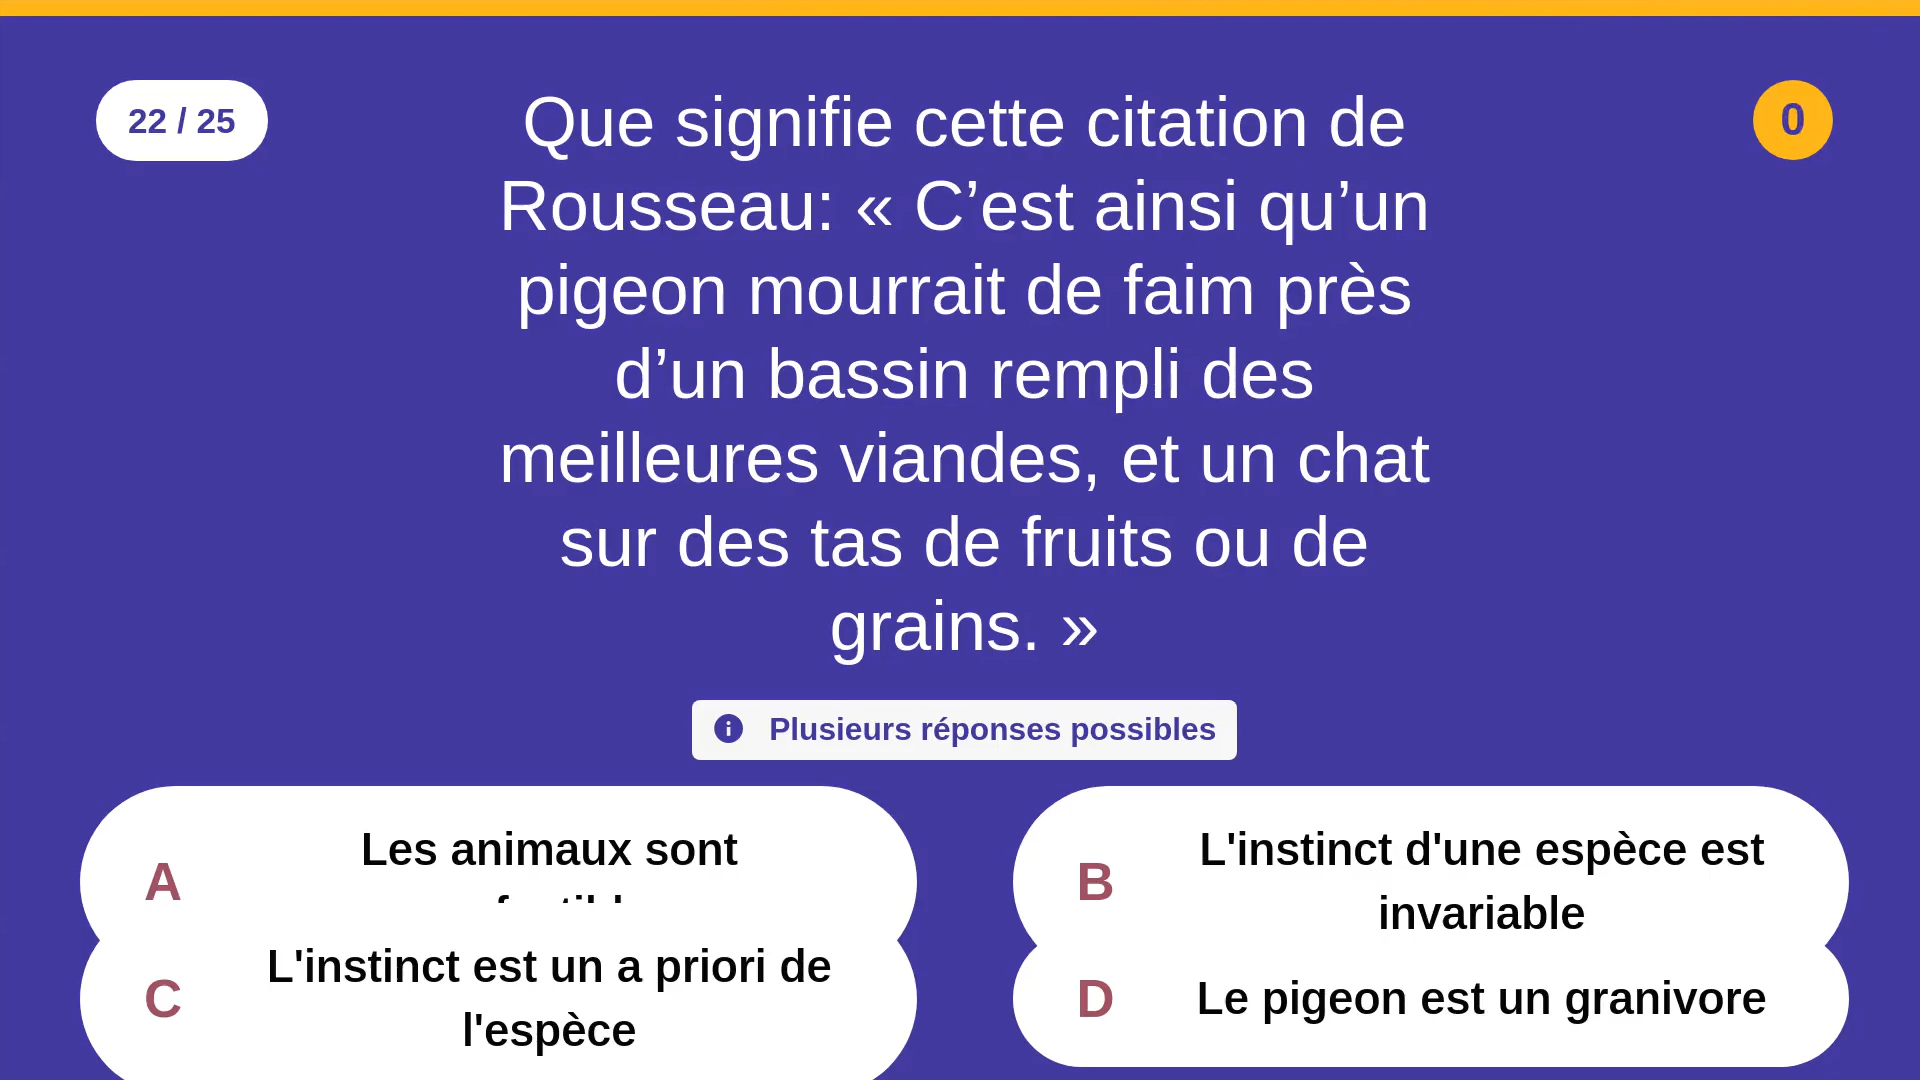 22 / 25
0
Que signifie cette citation de
Rousseau: « C’est ainsi qu’un
pigeon mourrait de faim près
d’un bassin rempli des
meilleures viandes, et un chat
sur des tas de fruits ou de
grains. »
Plusieurs réponses possibles
A
Les animaux sont
B
L'instinct d'une espèce est
invariable
C
L'instinct est un a priori de
l'espèce
D
Le pigeon est un granivore